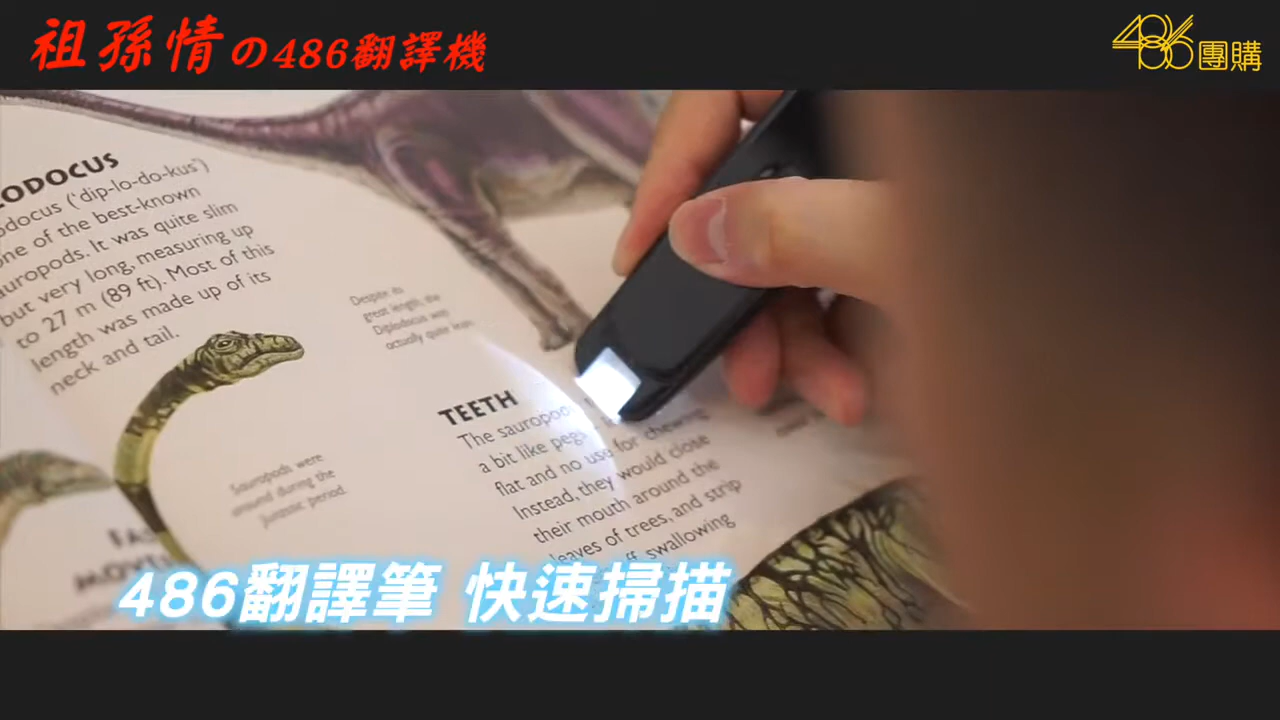 祖孫情の486翻譯機
486團購
ODOCUS
docus ('dip-lo-do-kus')
one of the best-known
auropods. It was quite slim
but very long, measuring up
to 27 m (89 ft). Most of this
length was made up of its
neck and tail.
Despite its
great length, the
Diplodocus was
actually quite
TEETH
The sauropo
a bit like pegs
flat and no use for chewing
Instead, they would close
their mouth around the
leaves of trees, and strip
swallowing
Sauropods were
around during the
Jurassic period.
FAS
MOVE
486翻譯筆 快速掃描